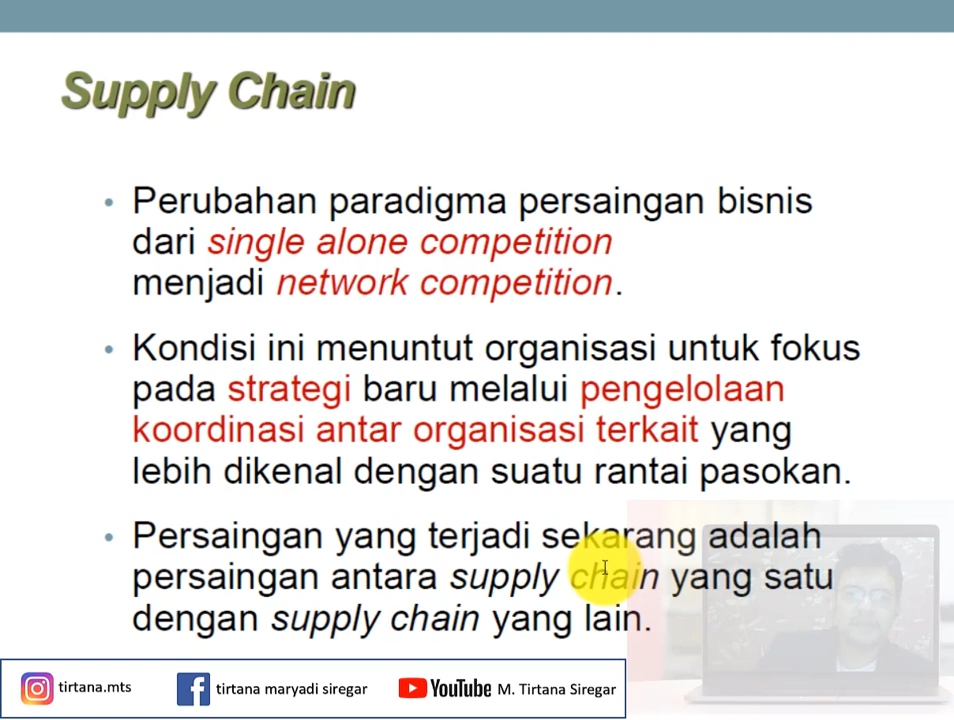 Supply Chain
• Perubahan paradigma persaingan bisnis
dari single alone competition
menjadi network competition.
• Kondisi ini menuntut organisasi untuk fokus
pada strategi baru melalui pengelolaan
koordinasi antar organisasi terkait yang
lebih dikenal dengan suatu rantai pasokan.
• Persaingan yang terjadi sekarang adalah
persaingan antara supply chain yang satu
dengan supply chain yang lain.
tirtana.mts
tirtana maryadi siregar
YouTube M. Tirtana Siregar